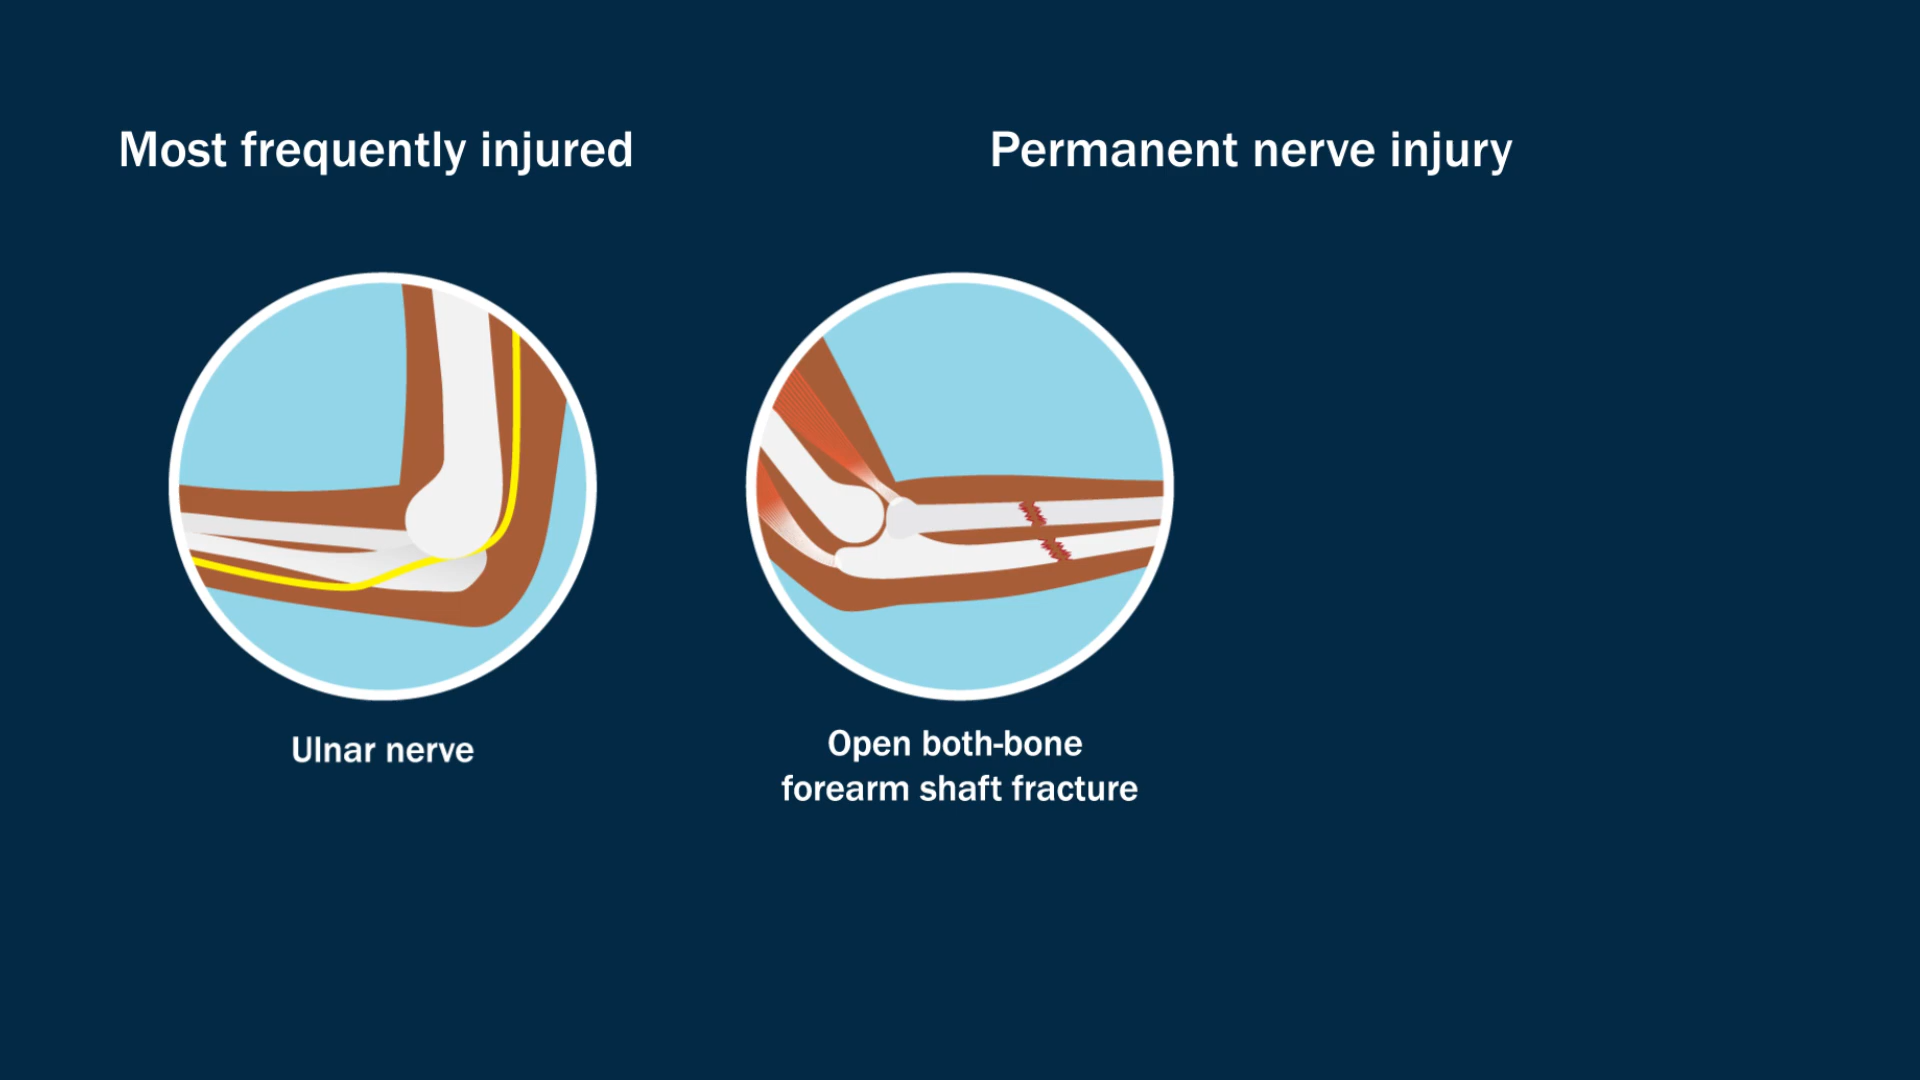 Most frequently injured
Permanent nerve injury
Ulnar nerve
Open both-bone
forearm shaft fracture